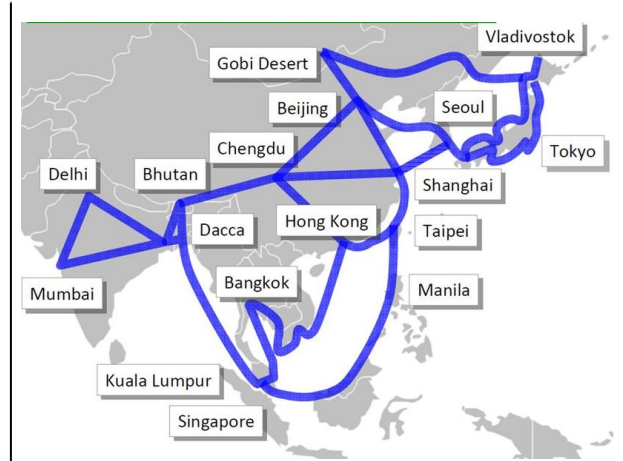 Vladivostok
Gobi Desert
Beijing
Seoul
Chengdu
Tokyo
Delhi
Bhutan
Shanghai
Dacca
Hong Kong
Taipei
Bangkok
Mumbai
Manila
Kuala Lumpur
Singapore